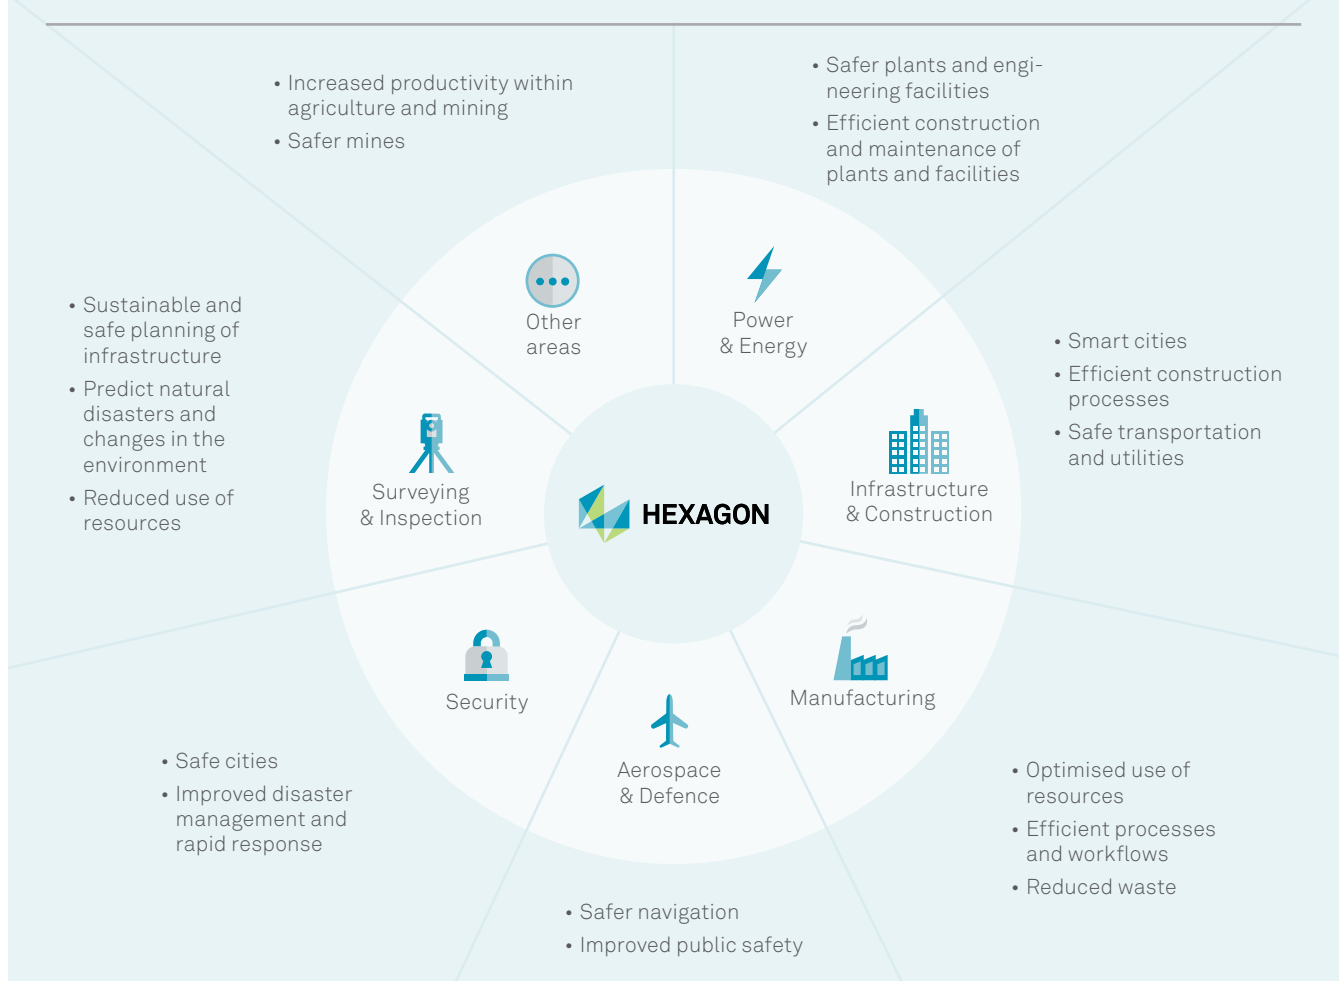 • Increased productivity within
agriculture and mining
• Safer mines
• Safer plants and engi-
neering facilities
• Efficient construction
and maintenance of
plants and facilities
Other
areas
Power
& Energy
• Sustainable and
safe planning of
infrastructure
• Predict natural
disasters and
changes in the
environment
• Reduced use of
resources
Surveying
& Inspection
HEXAGON
Infrastructure
& Construction
• Smart cities
• Efficient construction
processes
• Safe transportation
and utilities
Security
Aerospace
& Defence
Manufacturing
• Safe cities
• Improved disaster
management and
rapid response
• Safer navigation
• Improved public safety
• Optimised use of
resources
• Efficient processes
and workflows
• Reduced waste